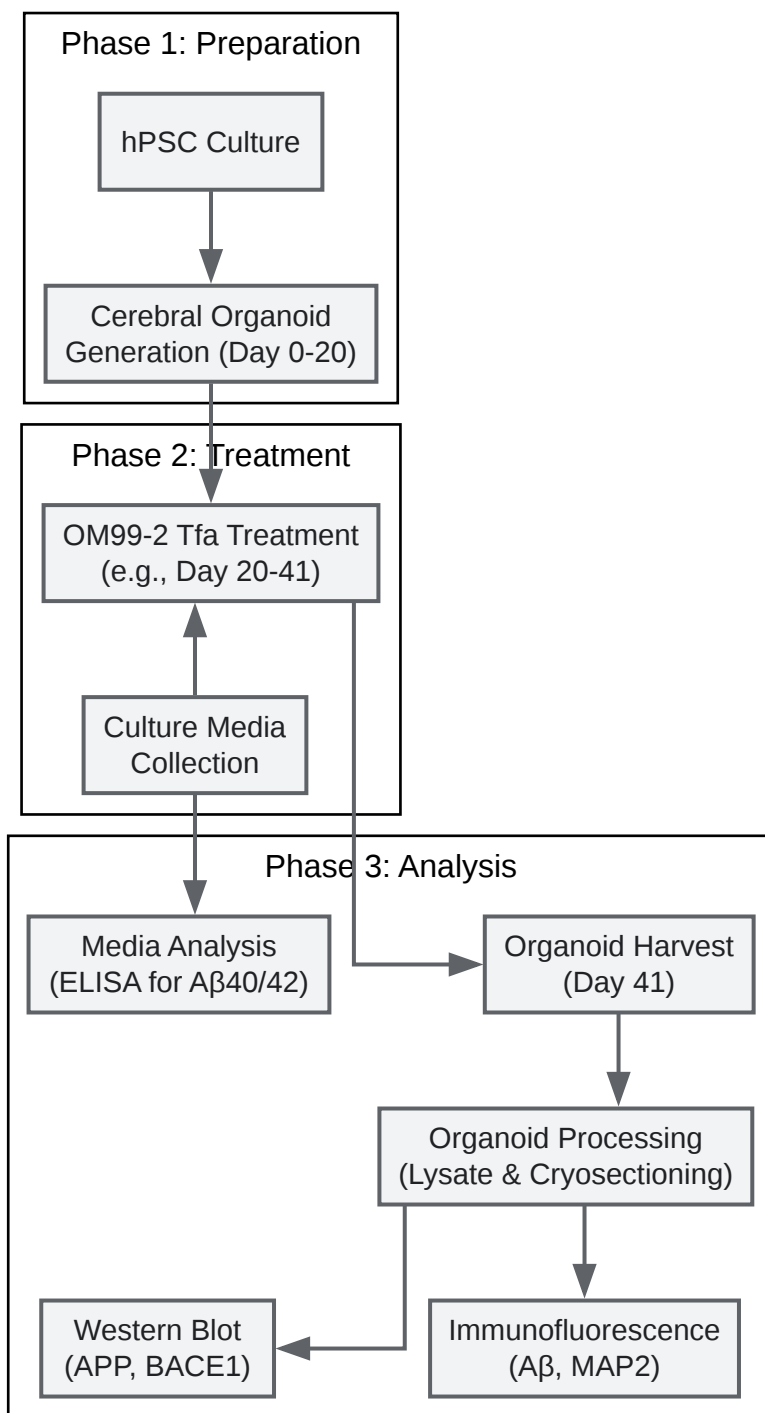 Phase 1: Preparation
hPSC Culture
Cerebral Organoid
Generation (Day 0-20)
Phase 2: Treatment
OM99-2 Tfa Treatment
(e.g., Day 20-41)
Culture Media
Collection
Phase 3: Analysis
Media Analysis
(ELISA for Aβ40/42)
Organoid Harvest
(Day 41)
Organoid Processing
(Lysate & Cryosectioning)
Western Blot
(APP, BACE1)
Immunofluorescence
(Aβ, MAP2)